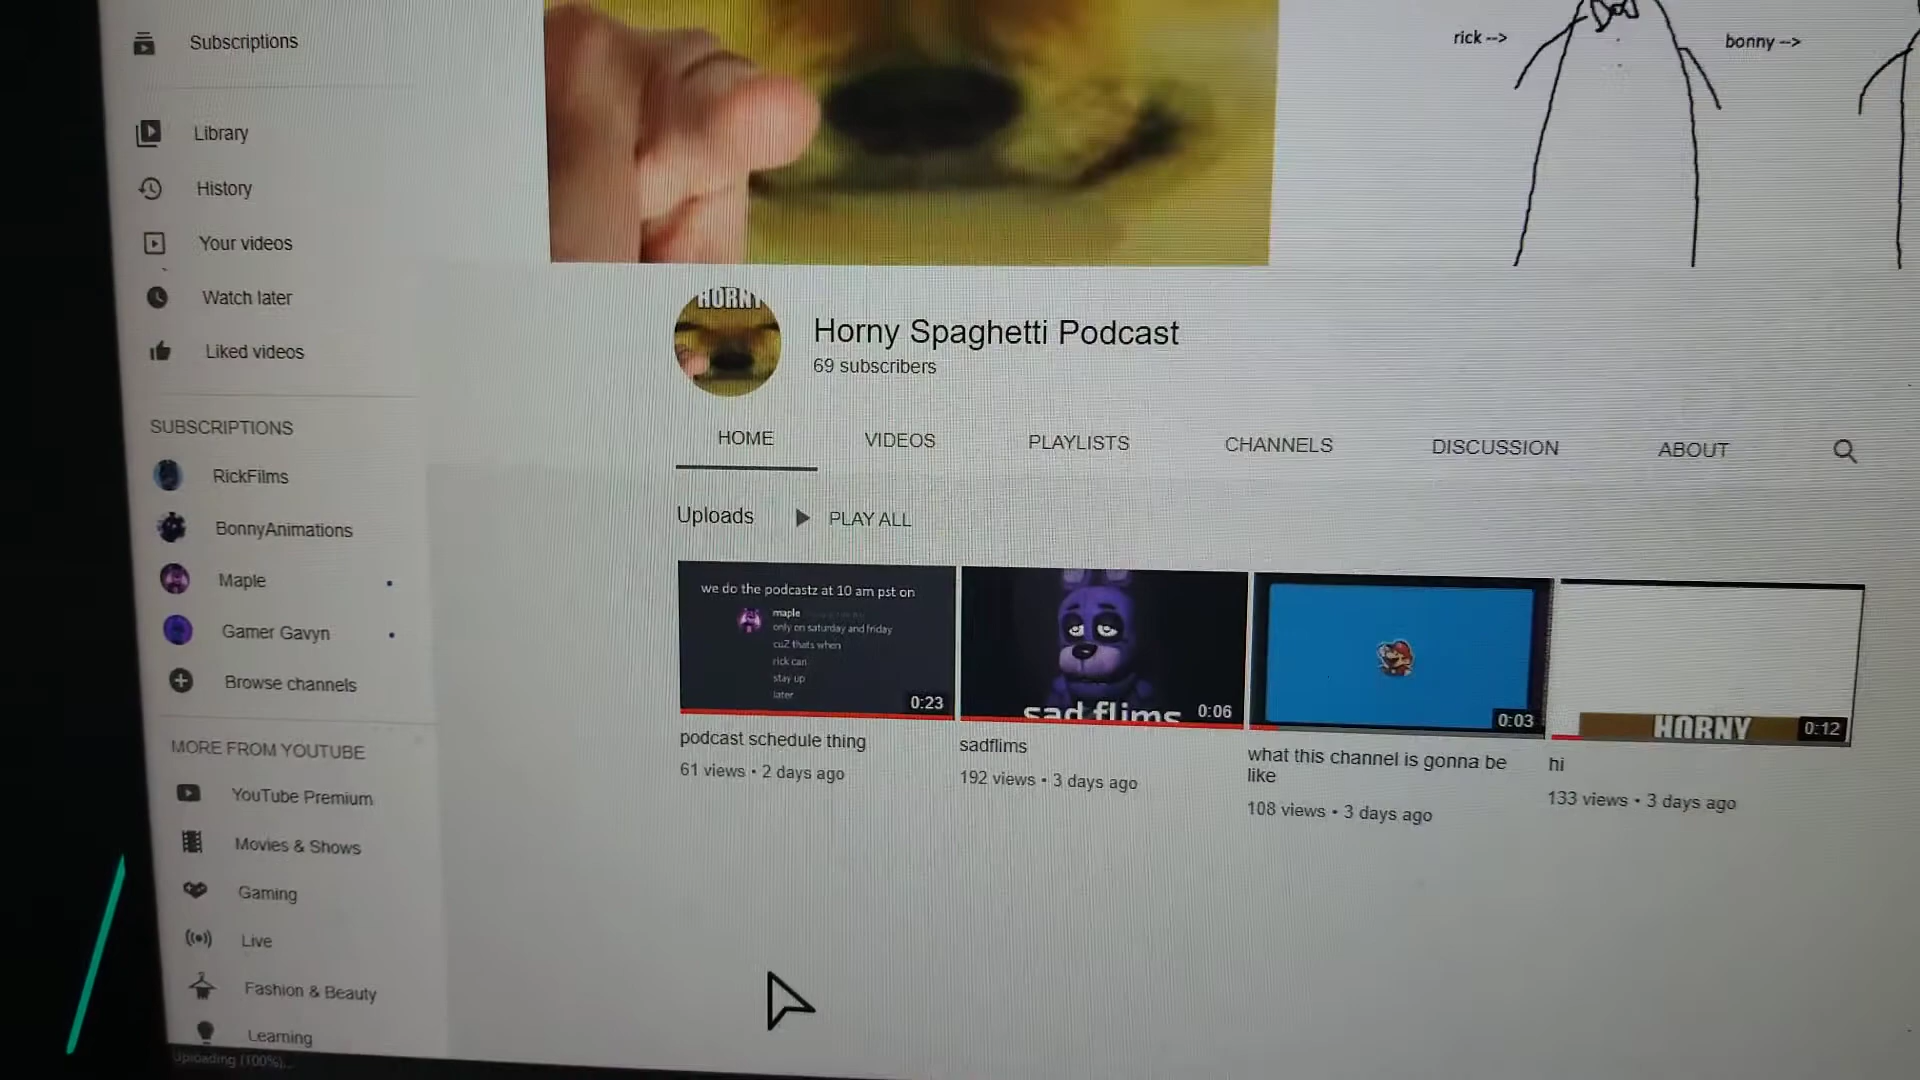 Subscriptions
rick -->
bonny -->
Library
History
Your videos
Watch later
Liked videos
HORNY
Horny Spaghetti Podcast
69 subscribers
SUBSCRIPTIONS
RickFilms
BonnyAnimations
Maple
Gamer Gavyn
Browse channels
HOME
VIDEOS
PLAYLISTS
CHANNELS
DISCUSSION
ABOUT
Uploads
PLAY ALL
we do the podcastz at 10 am pst on
maple
only on saturday and friday
cuZ thats when
rick can
stay up
later
0:23
podcast schedule thing
61 views • 2 days ago
sad flims
0:06
sadflims
192 views • 3 days ago
0:03
what this channel is gonna be
like
108 views • 3 days ago
HORNY
0:12
hi
133 views • 3 days ago
MORE FROM YOUTUBE
YouTube Premium
Movies & Shows
Gaming
Live
Fashion & Beauty
Learning
Uploading (100%)...